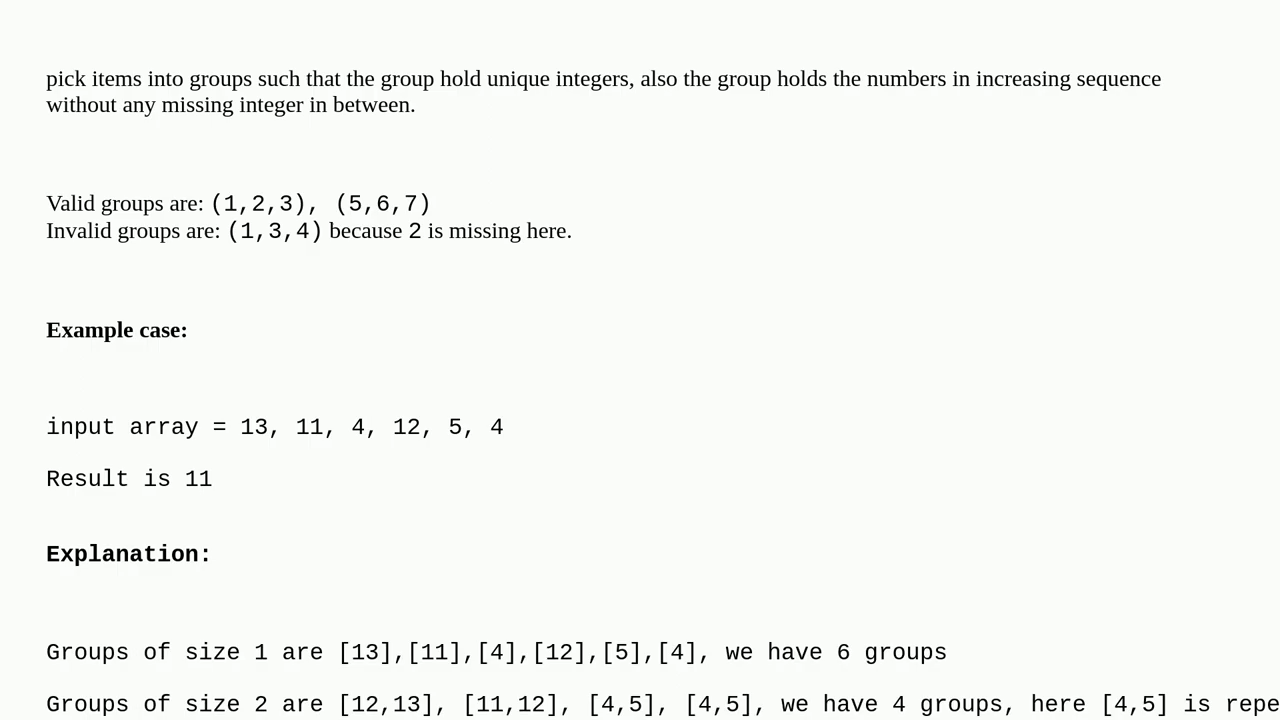 pick items into groups such that the group hold unique integers, also the group holds the numbers in increasing sequence
without any missing integer in between.
Valid groups are: (1,2,3), (5,6,7)
Invalid groups are: (1,3,4) because 2 is missing here.
Example case:
input array = 13, 11, 4, 12, 5, 4
Result is 11
Explanation:
Groups of size 1 are [13],[11],[4],[12],[5],[4], we have 6 groups
Groups of size 2 are [12,13], [11,12], [4,5], [4,5], we have 4 groups, here [4,5] is